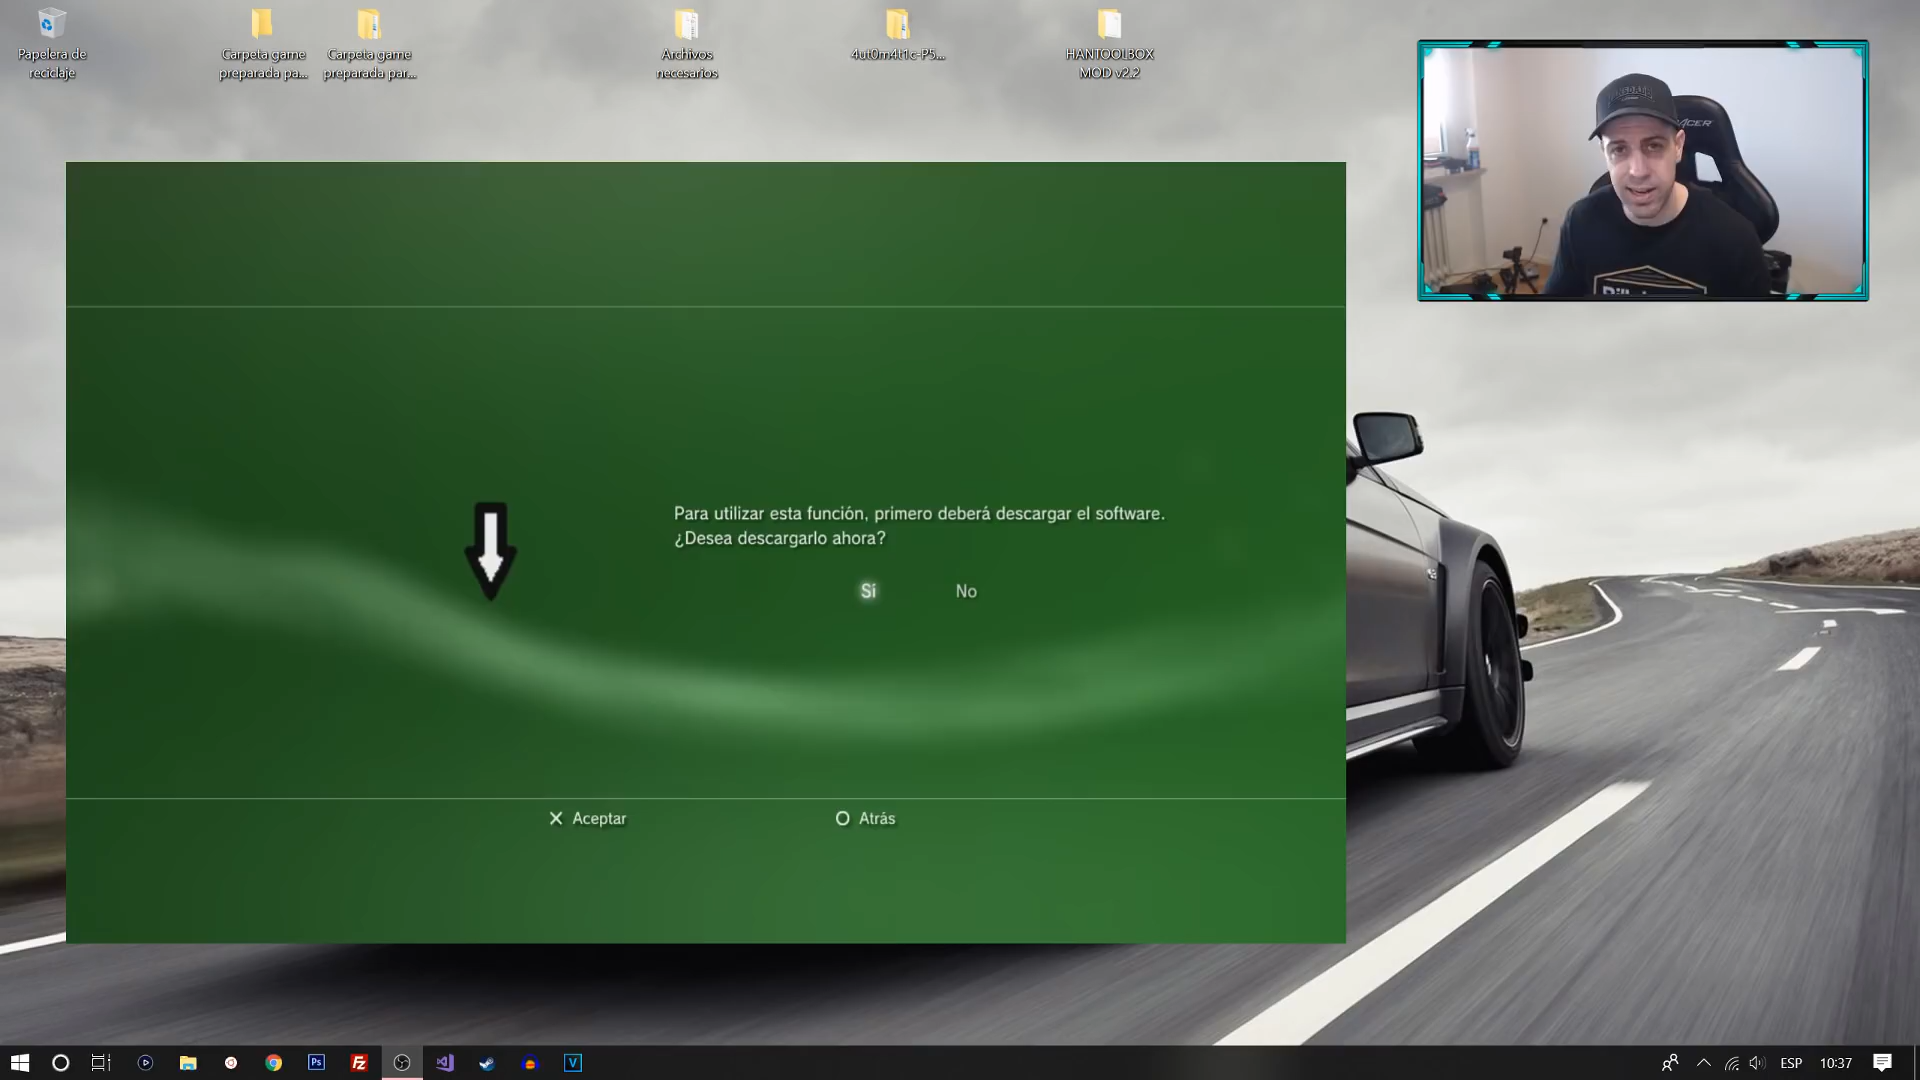 Papelera de
reciclaje
Carpeta game
preparada pa...
Carpeta game
preparada par...
Archivos
necesarios
4ut0m4t1c-P5...
HANTOOLBOX
MOD v2.2
Para utilizar esta función, primero deberá descargar el software.
¿Desea descargarlo ahora?
Sí
No
Aceptar
Atrás
Ps
Fz
V
ESP
10:37